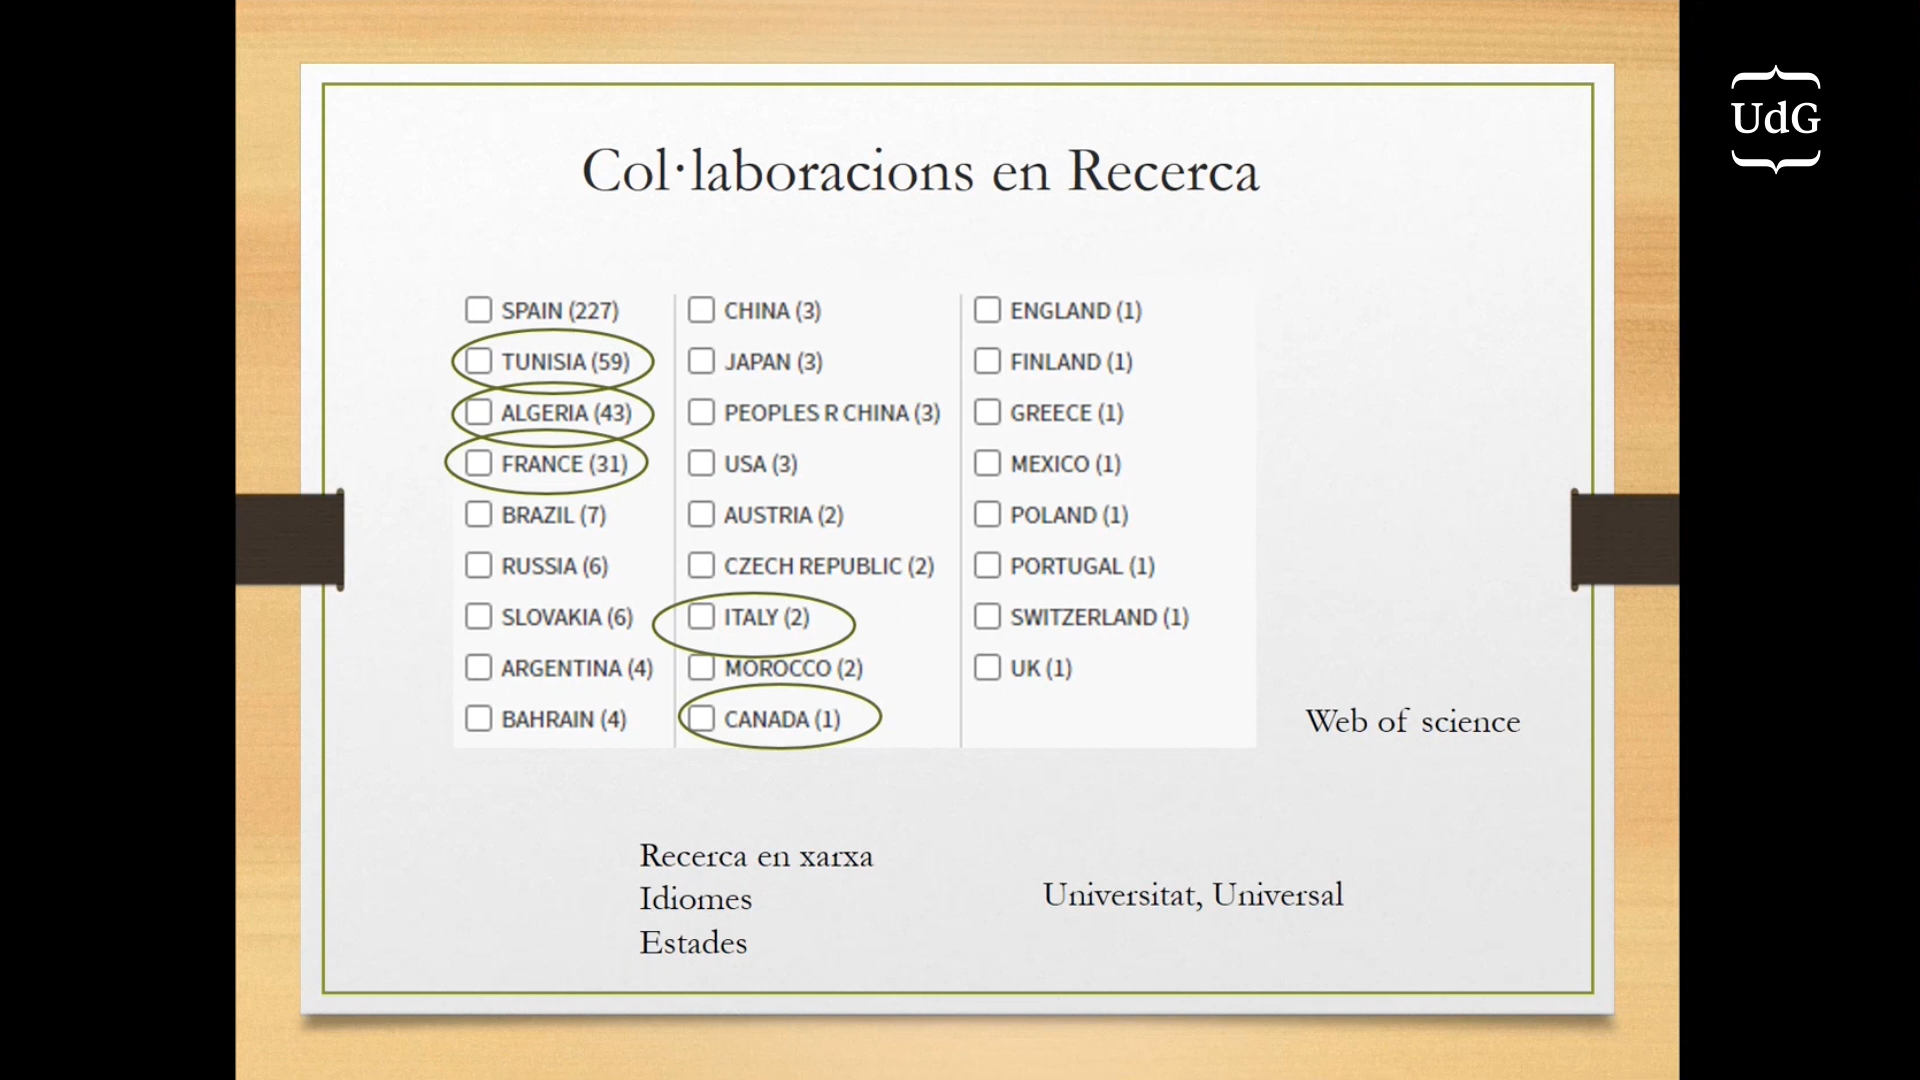 UdG
Col·laboracions en Recerca
SPAIN (227)
TUNISIA (59)
ALGERIA (43)
FRANCE (31)
BRAZIL (7)
RUSSIA (6)
SLOVAKIA (6)
ARGENTINA (4)
BAHRAIN (4)
CHINA (3)
JAPAN (3)
PEOPLES R CHINA (3)
USA (3)
AUSTRIA (2)
CZECH REPUBLIC (2)
ITALY (2)
MOROCCO (2)
CANADA (1)
ENGLAND (1)
FINLAND (1)
GREECE (1)
MEXICO (1)
POLAND (1)
PORTUGAL (1)
SWITZERLAND (1)
UK (1)
Web of science
Recerca en xarxa
Idiomes
Estades
Universitat, Universal